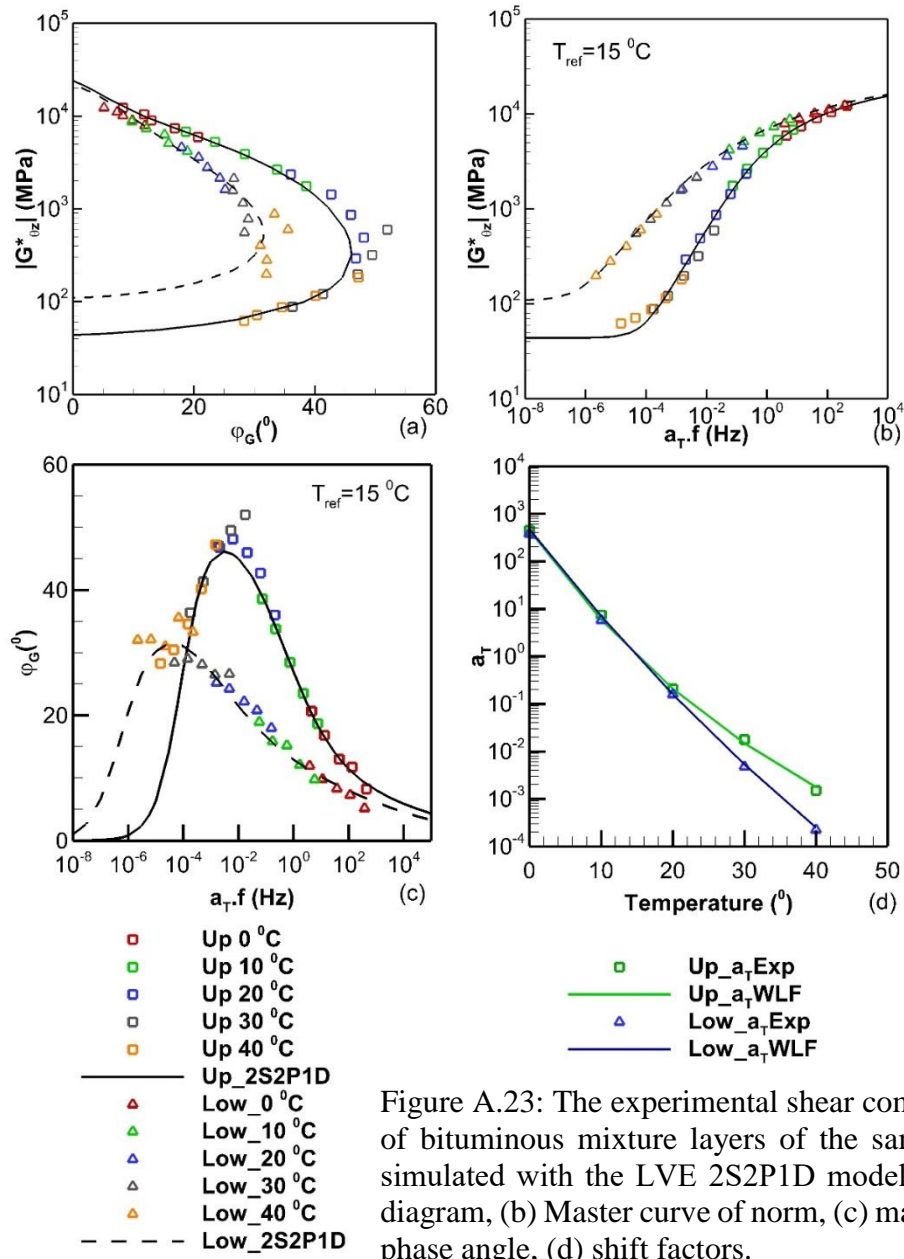 10^5
10^4
10^3
10^2
10^1
|G*_θz| (MPa)
0 20 40 60
φ_G(^0)
(a)
10^5
10^4
10^3
10^2
10^1
|G*_θz| (MPa)
T_ref=15 ^0C
10^-8 10^-6 10^-4 10^-2 10^0 10^2 10^4
a_T.f (Hz)
(b)
60
40
20
0
φ_G(^0)
T_ref=15 ^0C
10^-8 10^-6 10^-4 10^-2 10^0 10^2 10^4
a_T.f (Hz)
(c)
10^4
10^3
10^2
10^1
10^0
10^-1
10^-2
10^-3
10^-4
a_T
0 10 20 30 40 50
Temperature (^0)
(d)
Up 0 ^0C
Up 10 ^0C
Up 20 ^0C
Up 30 ^0C
Up 40 ^0C
Up_2S2P1D
Low_0 ^0C
Low_10 ^0C
Low_20 ^0C
Low_30 ^0C
Low_40 ^0C
Low_2S2P1D
Up_a_TExp
Up_a_TWLF
Low_a_TExp
Low_a_TWLF
Figure A.23: The experimental shear con
of bituminous mixture layers of the sar
simulated with the LVE 2S2P1D model
diagram, (b) Master curve of norm, (c) ma
phase angle, (d) shift factors.